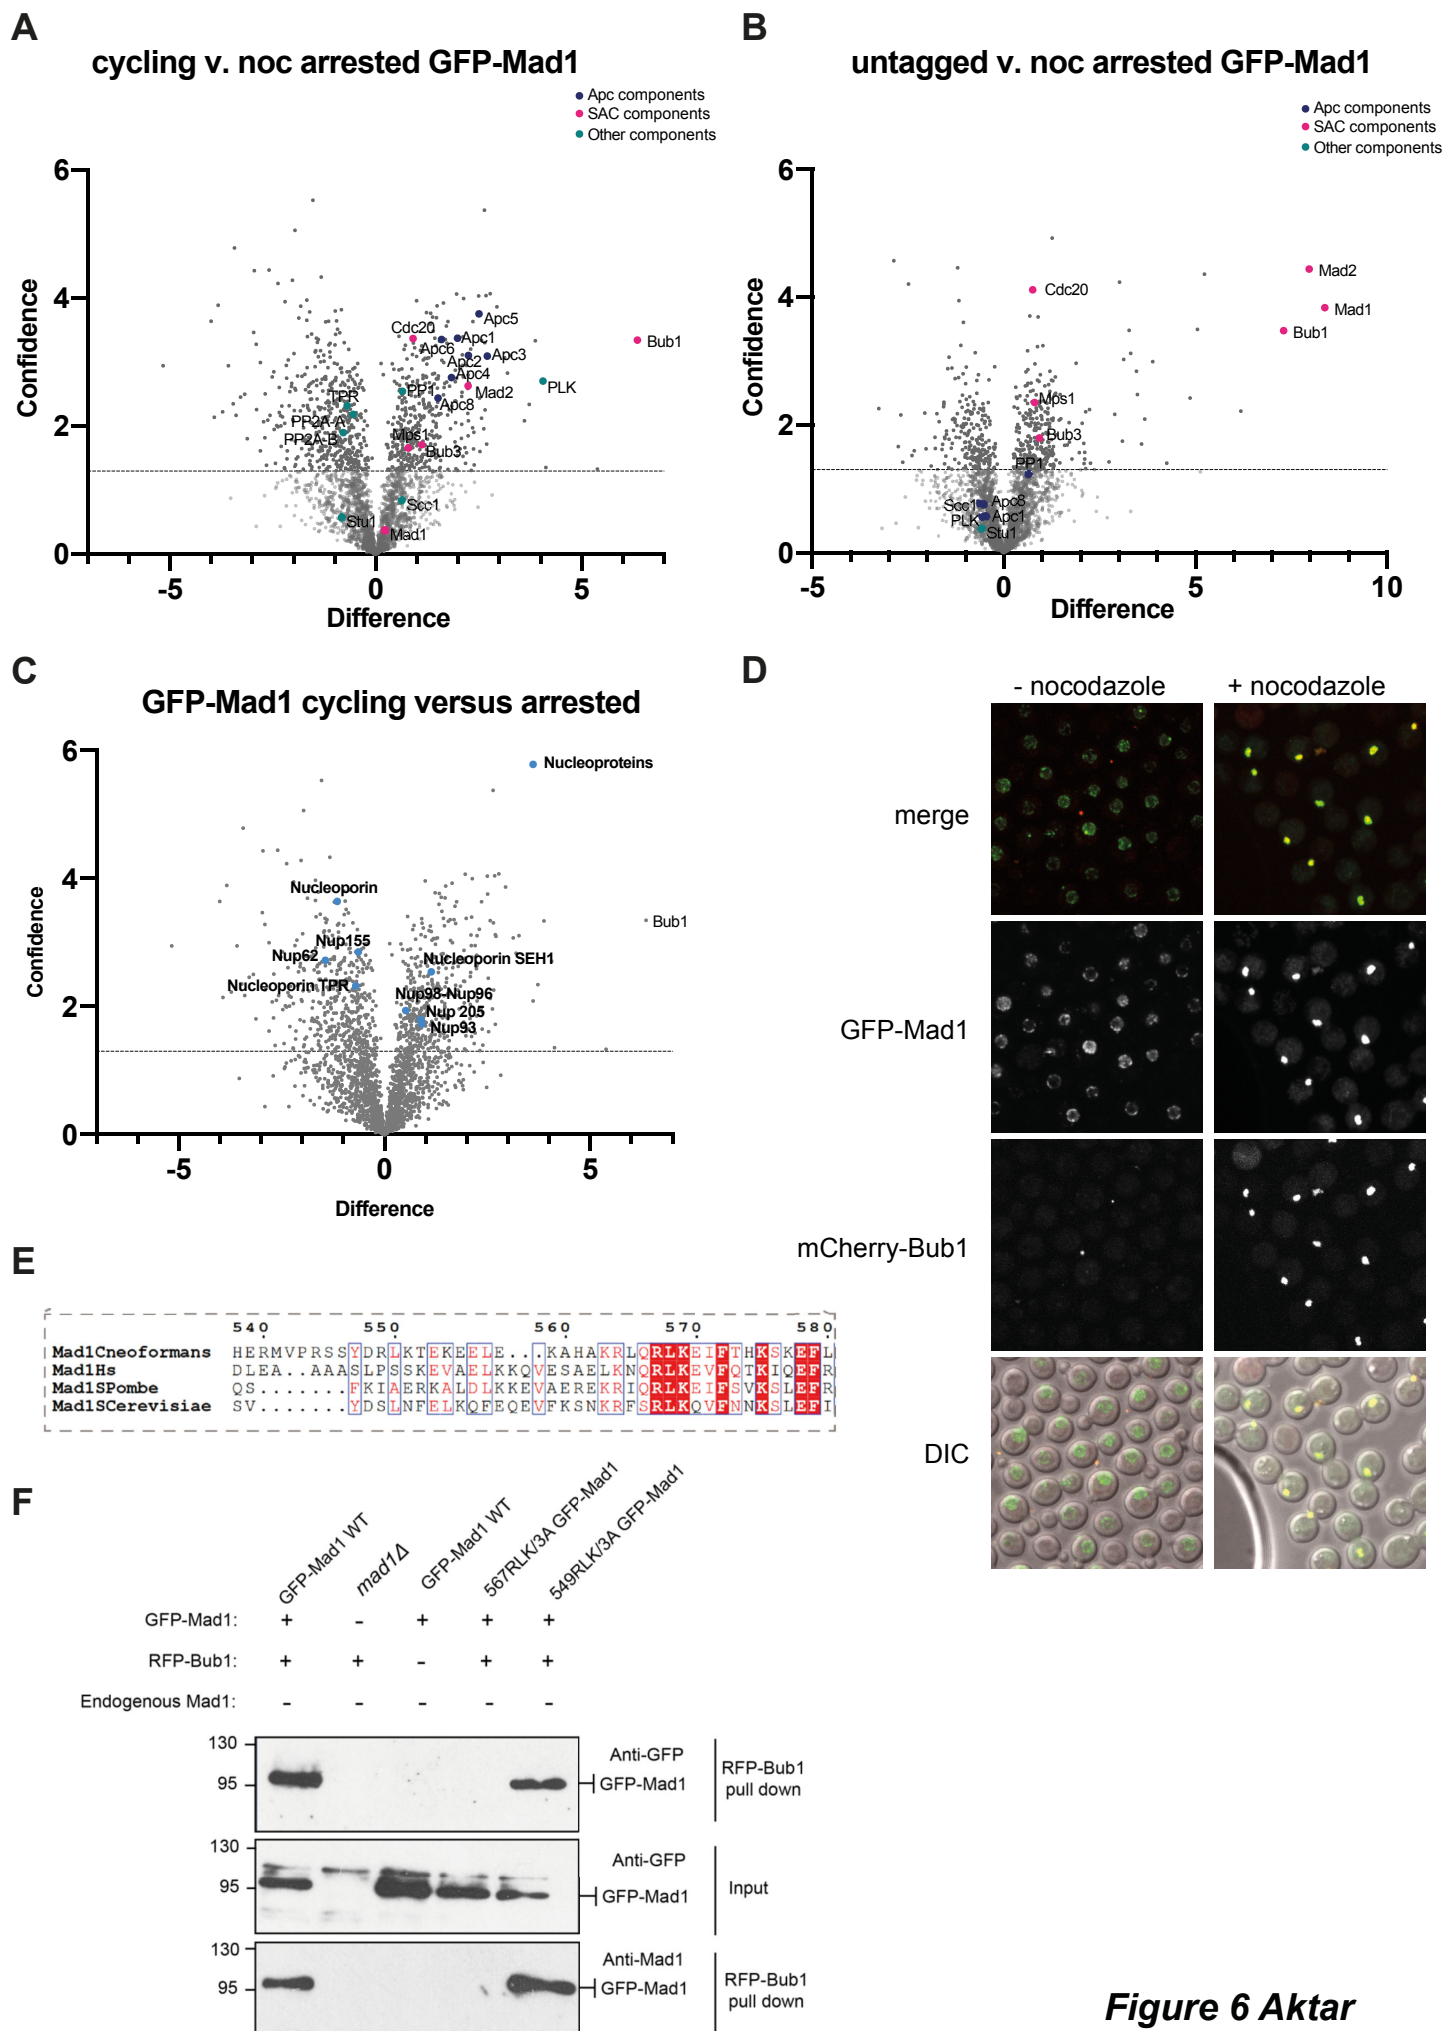 A
cycling v. noc arrested GFP-Mad1
Apc components
SAC components
Other components
6
4
2
0
Confidence
-5
0
5
Difference
Apc5
Cdc20
Apc1
Apc6
Apc3
Apc2
Bub1
Apc4
PLK
Mad2
PP1
Apc8
TPR
PP2A-A
PP2A-B
Mps1
Bub3
Scc1
Stu1
Mad1
B
untagged v. noc arrested GFP-Mad1
Apc components
SAC components
Other components
6
4
2
0
Confidence
-5
0
5
10
Difference
Mad2
Cdc20
Mad1
Bub1
Mps1
Bub3
PP1
Scc1
Apc8
PLK
Apc1
Stu1
C
GFP-Mad1 cycling versus arrested
6
4
2
0
Confidence
-5
0
5
Difference
Nucleoproteins
Nucleoporin
Bub1
Nup155
Nup62
Nucleoporin SEH1
Nucleoporin TPR
Nup98-Nup96
Nup 205
Nup93
D
- nocodazole
+ nocodazole
merge
GFP-Mad1
mCherry-Bub1
DIC
E
540 550 560 570 580
Mad1Cneoformans HERMVPRSSYDRLKTEKEELE...KAHAKRLQRLKEIFTHKSKEFL
Mad1Hs DLEA..AAASLPSSKEVAELKKQVESAELKNQRLKEVFQTKIQEFR
Mad1SPombe QS.......FKIAERKALDLKKEVAEREKRIQRLKEIFSVKSLEFR
Mad1SCerevisiae SV.......YDSLNFELKQFEQEVFKSNKRFSRLKQVFNNKSLEFI
F
GFP-Mad1 WT
mad1Δ
GFP-Mad1 WT
567RLK/3A GFP-Mad1
549RLK/3A GFP-Mad1
GFP-Mad1: + - + + +
RFP-Bub1: + + - + +
Endogenous Mad1: - - - - -
130
95
Anti-GFP
GFP-Mad1
RFP-Bub1
pull down
130
95
Anti-GFP
GFP-Mad1
Input
130
95
Anti-Mad1
GFP-Mad1
RFP-Bub1
pull down
Figure 6 Aktar